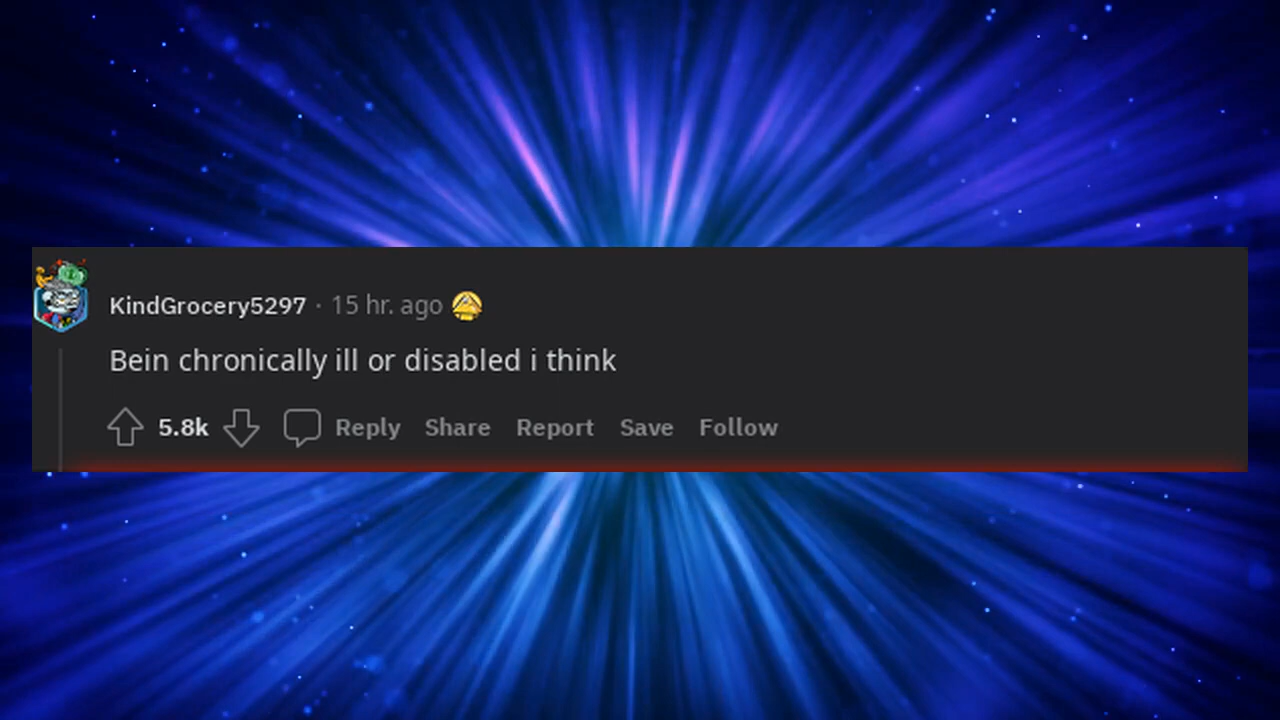 KindGrocery5297 · 15 hr. ago
Bein chronically ill or disabled i think
5.8k Reply Share Report Save Follow